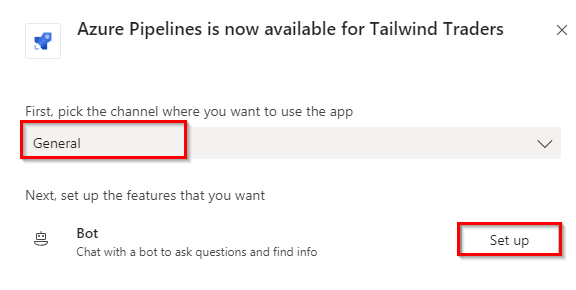 Azure Pipelines is now available for Tailwind Traders
First, pick the channel where you want to use the app
General
Next, set up the features that you want
Bot
Chat with a bot to ask questions and find info
Set up